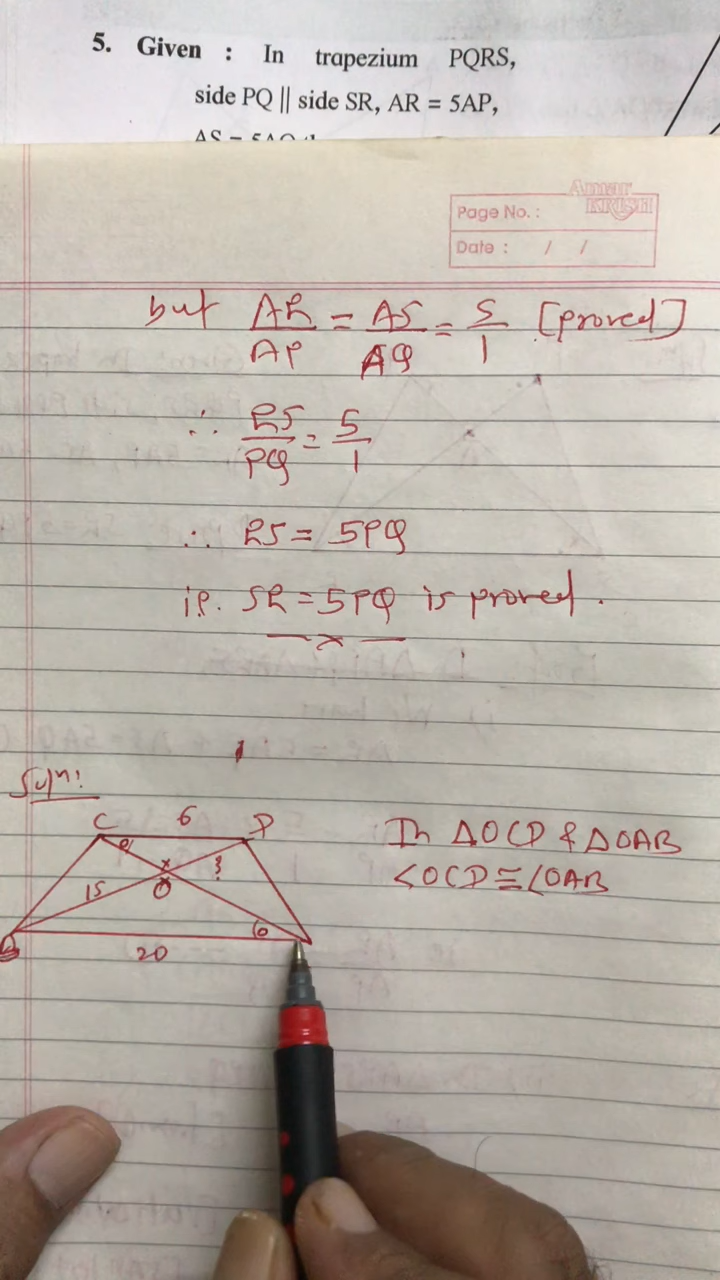 5. Given : In trapezium PQRS,
side PQ || side SR, AR = 5AP,
Amar
KRISH
Page No. :
Date : / /
but AR/AP = AS/AQ = 5/1 [proved]
∴ RS/PQ = 5/1
∴ RS = 5PQ
i.e. SR = 5PQ is proved.
Soln:
C 6 D
15 O ?
20
In ΔOCD & ΔOAB
<OCD ≅ ∠OAB